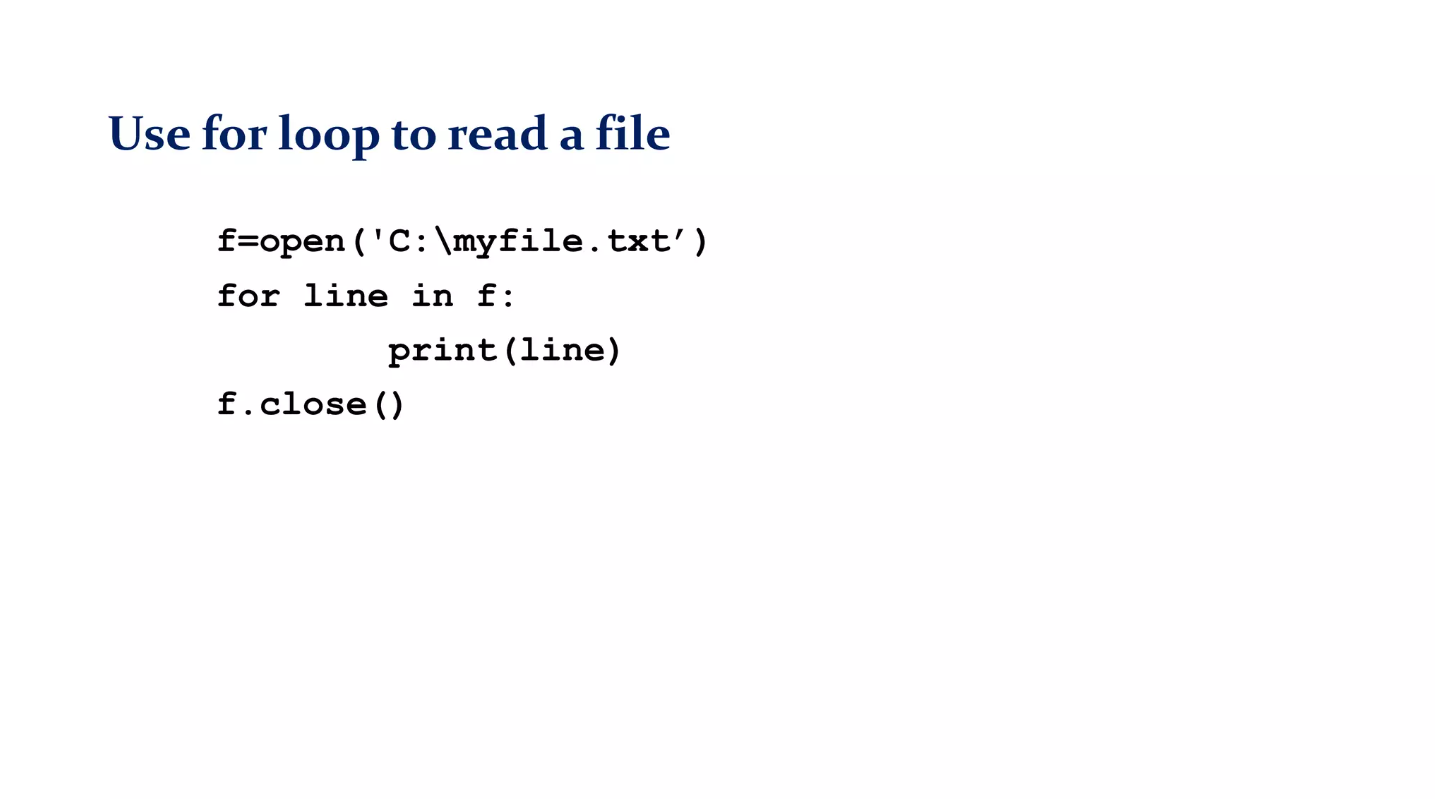 Use for loop to read a file
f=open('C:\myfile.txt’)
for line in f:
print(line)
f.close()